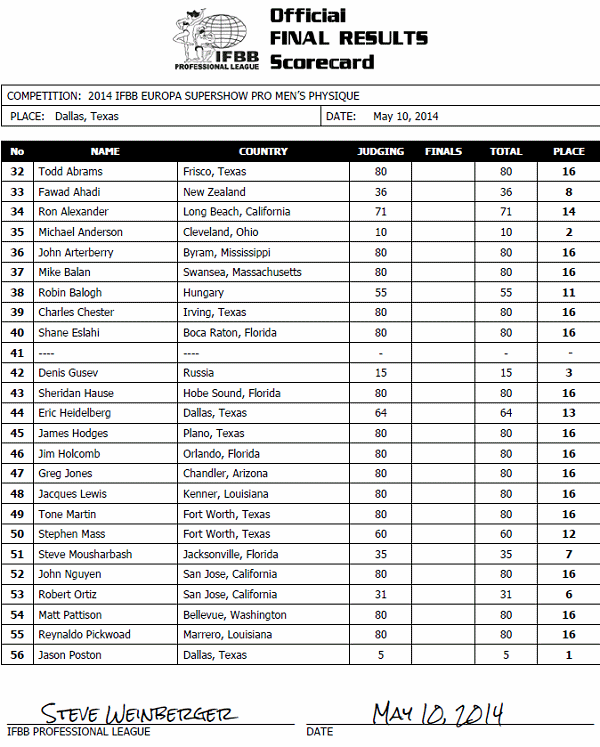 Official
FINAL RESULTS
Scorecard
IFBB
PROFESSIONAL LEAGUE
COMPETITION: 2014 IFBB EUROPA SUPERSHOW PRO MEN'S PHYSIQUE
PLACE: Dallas, Texas DATE: May 10, 2014
No NAME COUNTRY JUDGING FINALS TOTAL PLACE
32 Todd Abrams Frisco, Texas 80 80 16
33 Fawad Ahadi New Zealand 36 36 8
34 Ron Alexander Long Beach, California 71 71 14
35 Michael Anderson Cleveland, Ohio 10 10 2
36 John Arterberry Byram, Mississippi 80 80 16
37 Mike Balan Swansea, Massachusetts 80 80 16
38 Robin Balogh Hungary 55 55 11
39 Charles Chester Irving, Texas 80 80 16
40 Shane Eslahi Boca Raton, Florida 80 80 16
41 ---- ---- - - -
42 Denis Gusev Russia 15 15 3
43 Sheridan Hause Hobe Sound, Florida 80 80 16
44 Eric Heidelberg Dallas, Texas 64 64 13
45 James Hodges Plano, Texas 80 80 16
46 Jim Holcomb Orlando, Florida 80 80 16
47 Greg Jones Chandler, Arizona 80 80 16
48 Jacques Lewis Kenner, Louisiana 80 80 16
49 Tone Martin Fort Worth, Texas 80 80 16
50 Stephen Mass Fort Worth, Texas 60 60 12
51 Steve Mousharbash Jacksonville, Florida 35 35 7
52 John Nguyen San Jose, California 80 80 16
53 Robert Ortiz San Jose, California 31 31 6
54 Matt Pattison Bellevue, Washington 80 80 16
55 Reynaldo Pickwoad Marrero, Louisiana 80 80 16
56 Jason Poston Dallas, Texas 5 5 1
STEVE WEINBERGER MAY 10, 2014
IFBB PROFESSIONAL LEAGUE DATE